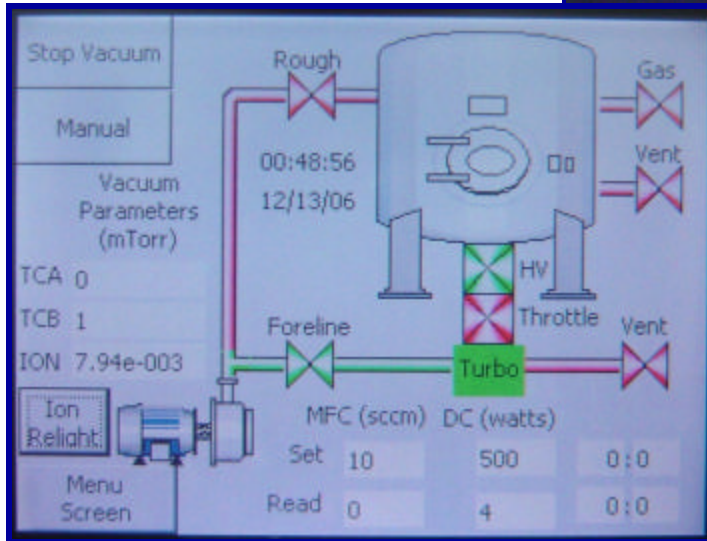 Stop Vacuum
Manual
Rough
Gas
00:48:56
12/13/06
Vent
Vacuum
Parameters
(mTorr)
TCA 0
TCB 1
ION 7.94e-003
HV
Throttle
Foreline
Vent
Turbo
Ion
Relight
MFC (sccm) DC (watts)
Set 10 500 0:0
Read 0 4 0:0
Menu
Screen